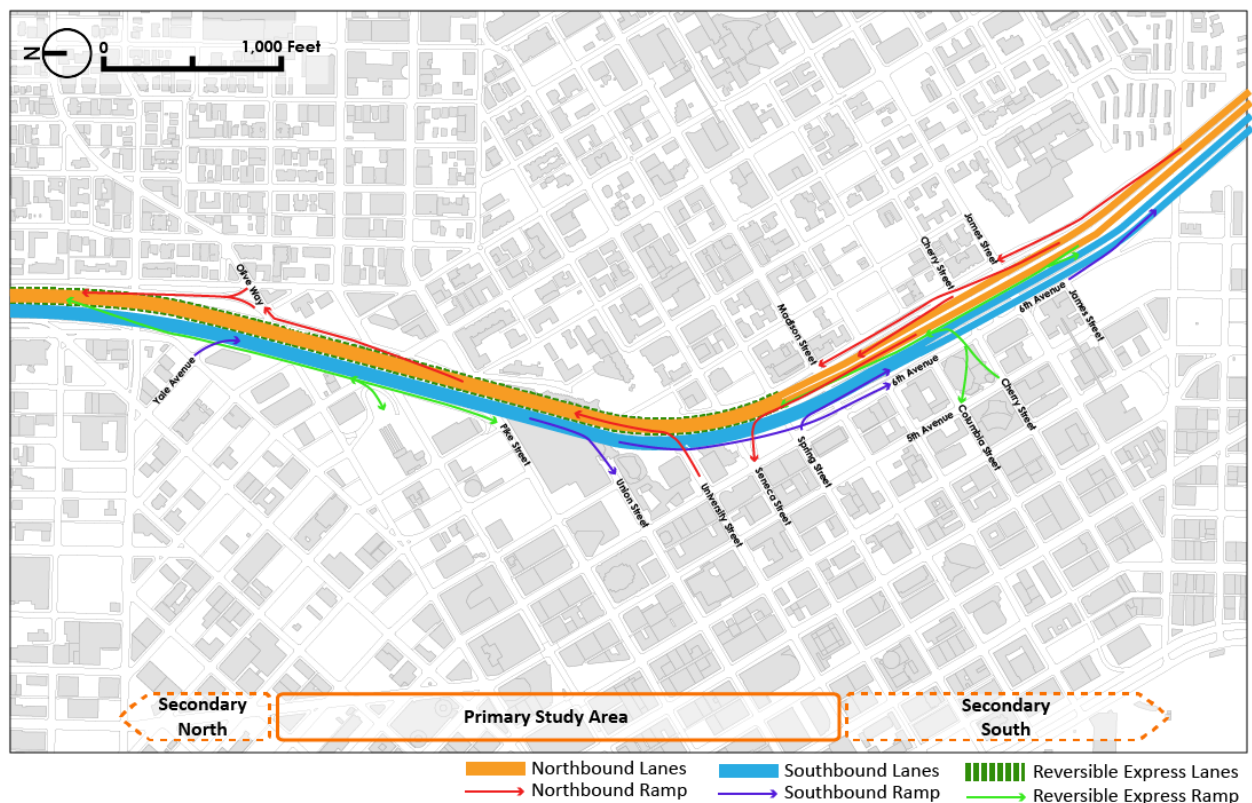 N
0
1,000 Feet
James Street
Cherry Street
Olive Way
6th Avenue
James Street
Madison Street
Yale Avenue
6th Avenue
Cherry Street
5th Avenue
Columbia Street
Pike Street
Spring Street
Seneca Street
Union Street
University Street
Secondary
North
Primary Study Area
Secondary
South
Northbound Lanes
Southbound Lanes
Reversible Express Lanes
Northbound Ramp
Southbound Ramp
Reversible Express Ramp